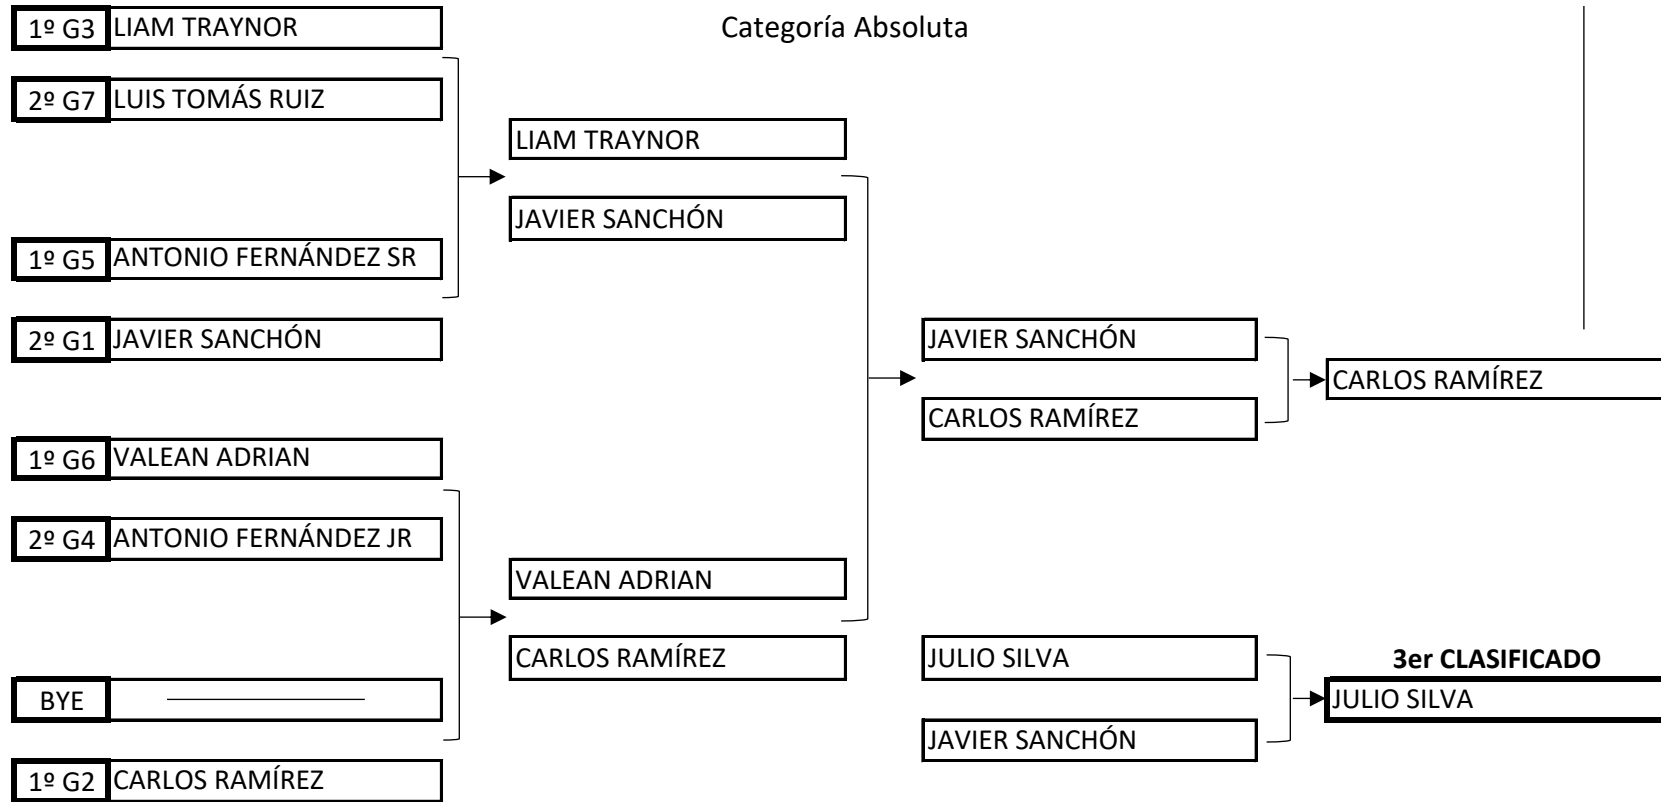 Categoría Absoluta
1º G3 LIAM TRAYNOR
2º G7 LUIS TOMÁS RUIZ
1º G5 ANTONIO FERNÁNDEZ SR
2º G1 JAVIER SANCHÓN
1º G6 VALEAN ADRIAN
2º G4 ANTONIO FERNÁNDEZ JR
BYE
1º G2 CARLOS RAMÍREZ
LIAM TRAYNOR
JAVIER SANCHÓN
VALEAN ADRIAN
CARLOS RAMÍREZ
JAVIER SANCHÓN
CARLOS RAMÍREZ
CARLOS RAMÍREZ
JULIO SILVA
JAVIER SANCHÓN
3er CLASIFICADO
JULIO SILVA